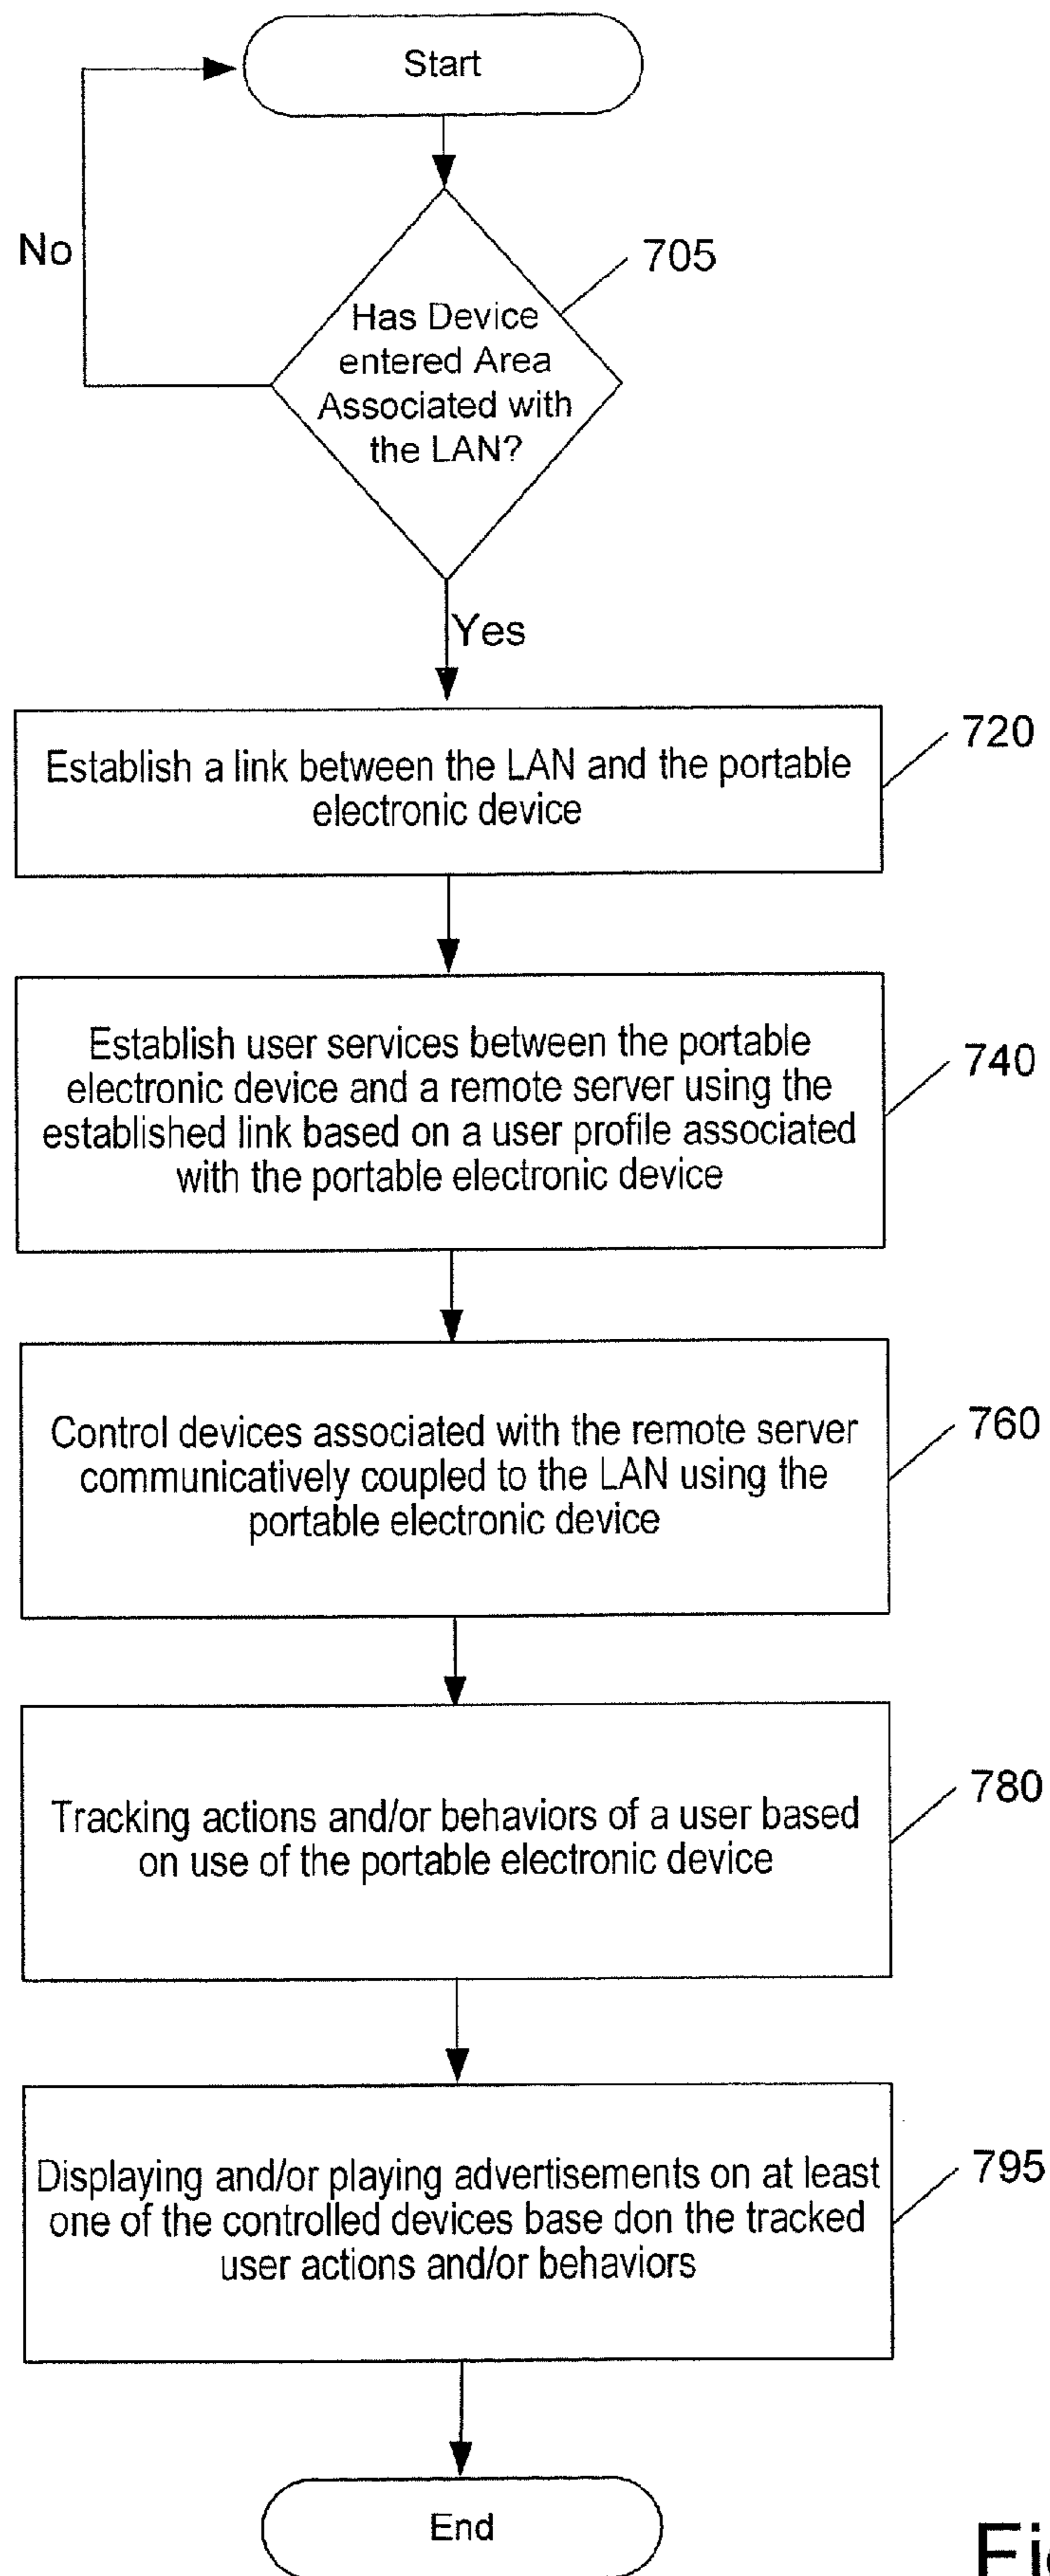 Start
No
705
Has Device
entered Area
Associated with
the LAN?
Yes
720
Establish a link between the LAN and the portable
electronic device
740
Establish user services between the portable
electronic device and a remote server using the
established link based on a user profile associated
with the portable electronic device
760
Control devices associated with the remote server
communicatively coupled to the LAN using the
portable electronic device
780
Tracking actions and/or behaviors of a user based
on use of the portable electronic device
795
Displaying and/or playing advertisements on at least
one of the controlled devices base don the tracked
user actions and/or behaviors
End